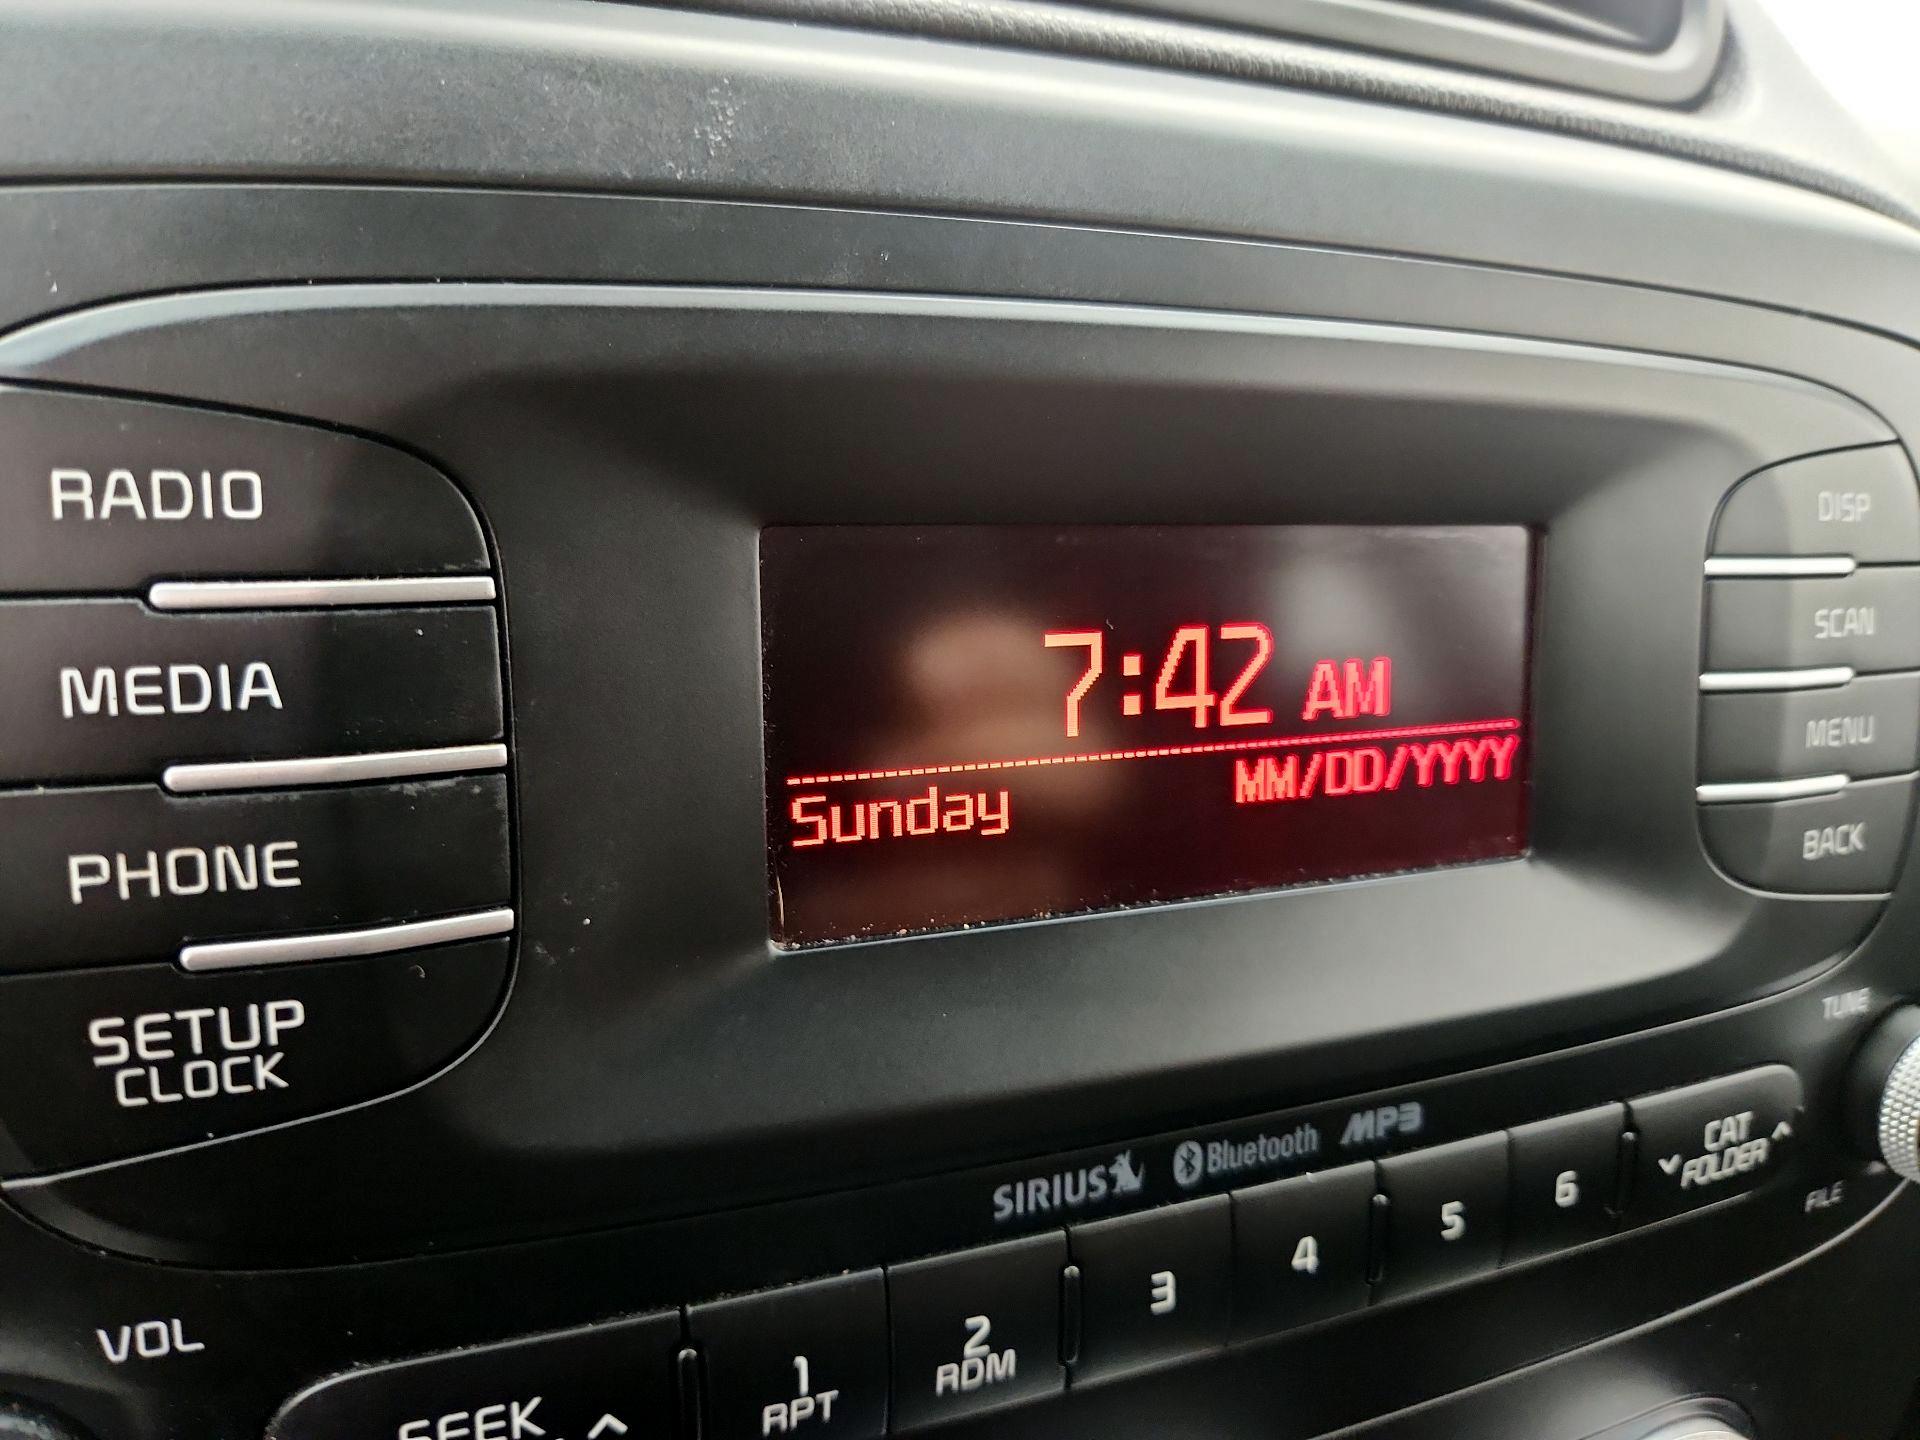 RADIO
MEDIA
PHONE
SETUP
CLOCK
7:42 AM
Sunday MM/DD/YYYY
DISP
SCAN
MENU
BACK
TUNE
FILE
SIRIUS Bluetooth MP3
VOL
SEEK
1
RPT
2
RDM
3
4
5
6
CAT
FOLDER